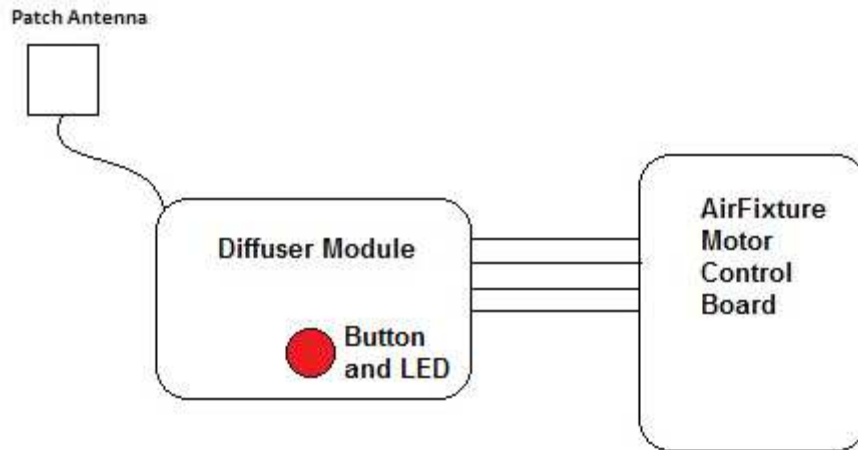 Patch Antenna
Diffuser Module
Button
and LED
AirFixture
Motor
Control
Board